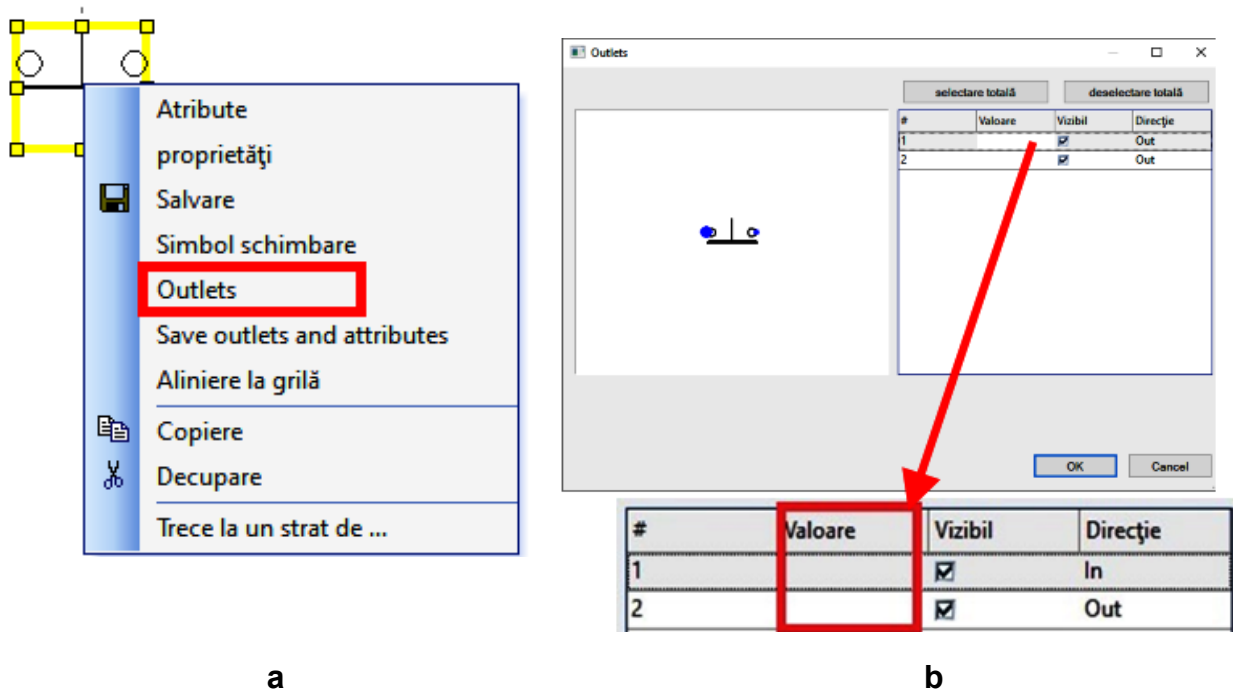 Atribute
proprietăţi
Salvare
Simbol schimbare
Outlets
Save outlets and attributes
Aliniere la grilă
Copiere
Decupare
Trece la un strat de ...
a
Outlets
selectare totală deselectare totală
# Valoare Vizibil Direcţie
1 Out
2 Out
OK Cancel
# Valoare Vizibil Direcţie
1 In
2 Out
b